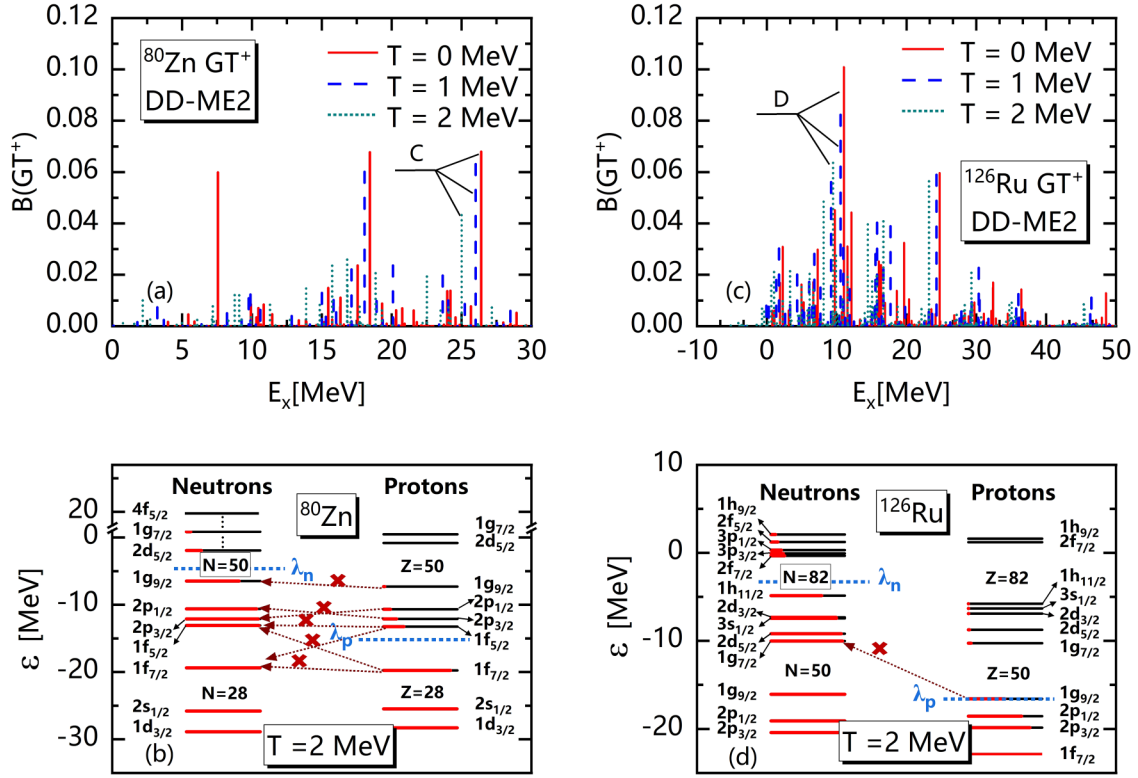 ⁸⁰Zn GT⁺
DD-ME2
T = 0 MeV
T = 1 MeV
T = 2 MeV
C
(a)
B(GT⁺)
0.12
0.10
0.08
0.06
0.04
0.02
0.00
0 5 10 15 20 25 30
Eₓ[MeV]
T = 0 MeV
T = 1 MeV
T = 2 MeV
D
¹²⁶Ru GT⁺
DD-ME2
(c)
B(GT⁺)
0.12
0.10
0.08
0.06
0.04
0.02
0.00
-10 0 10 20 30 40 50
Eₓ[MeV]
Neutrons
⁸⁰Zn
Protons
ε [MeV]
20
0
-10
-20
-30
4f₅/₂
1g₇/₂
2d₅/₂
1g₉/₂
2p₁/₂
2p₃/₂
1f₅/₂
1f₇/₂
2s₁/₂
1d₃/₂
N=50
λₙ
N=28
1g₇/₂
2d₅/₂
Z=50
1g₉/₂
2p₁/₂
2p₃/₂
λₚ
1f₅/₂
1f₇/₂
Z=28
2s₁/₂
1d₃/₂
(b)
T =2 MeV
Neutrons
¹²⁶Ru
Protons
ε [MeV]
10
0
-10
-20
1h₉/₂
2f₅/₂
3p₁/₂
3p₃/₂
2f₇/₂
1h₁₁/₂
2d₃/₂
3s₁/₂
2d₅/₂
1g₇/₂
1g₉/₂
2p₁/₂
2p₃/₂
N=82
λₙ
N=50
1h₉/₂
2f₇/₂
Z=82
1h₁₁/₂
3s₁/₂
2d₃/₂
2d₅/₂
1g₇/₂
Z=50
λₚ
1g₉/₂
2p₁/₂
2p₃/₂
1f₇/₂
T =2 MeV
(d)